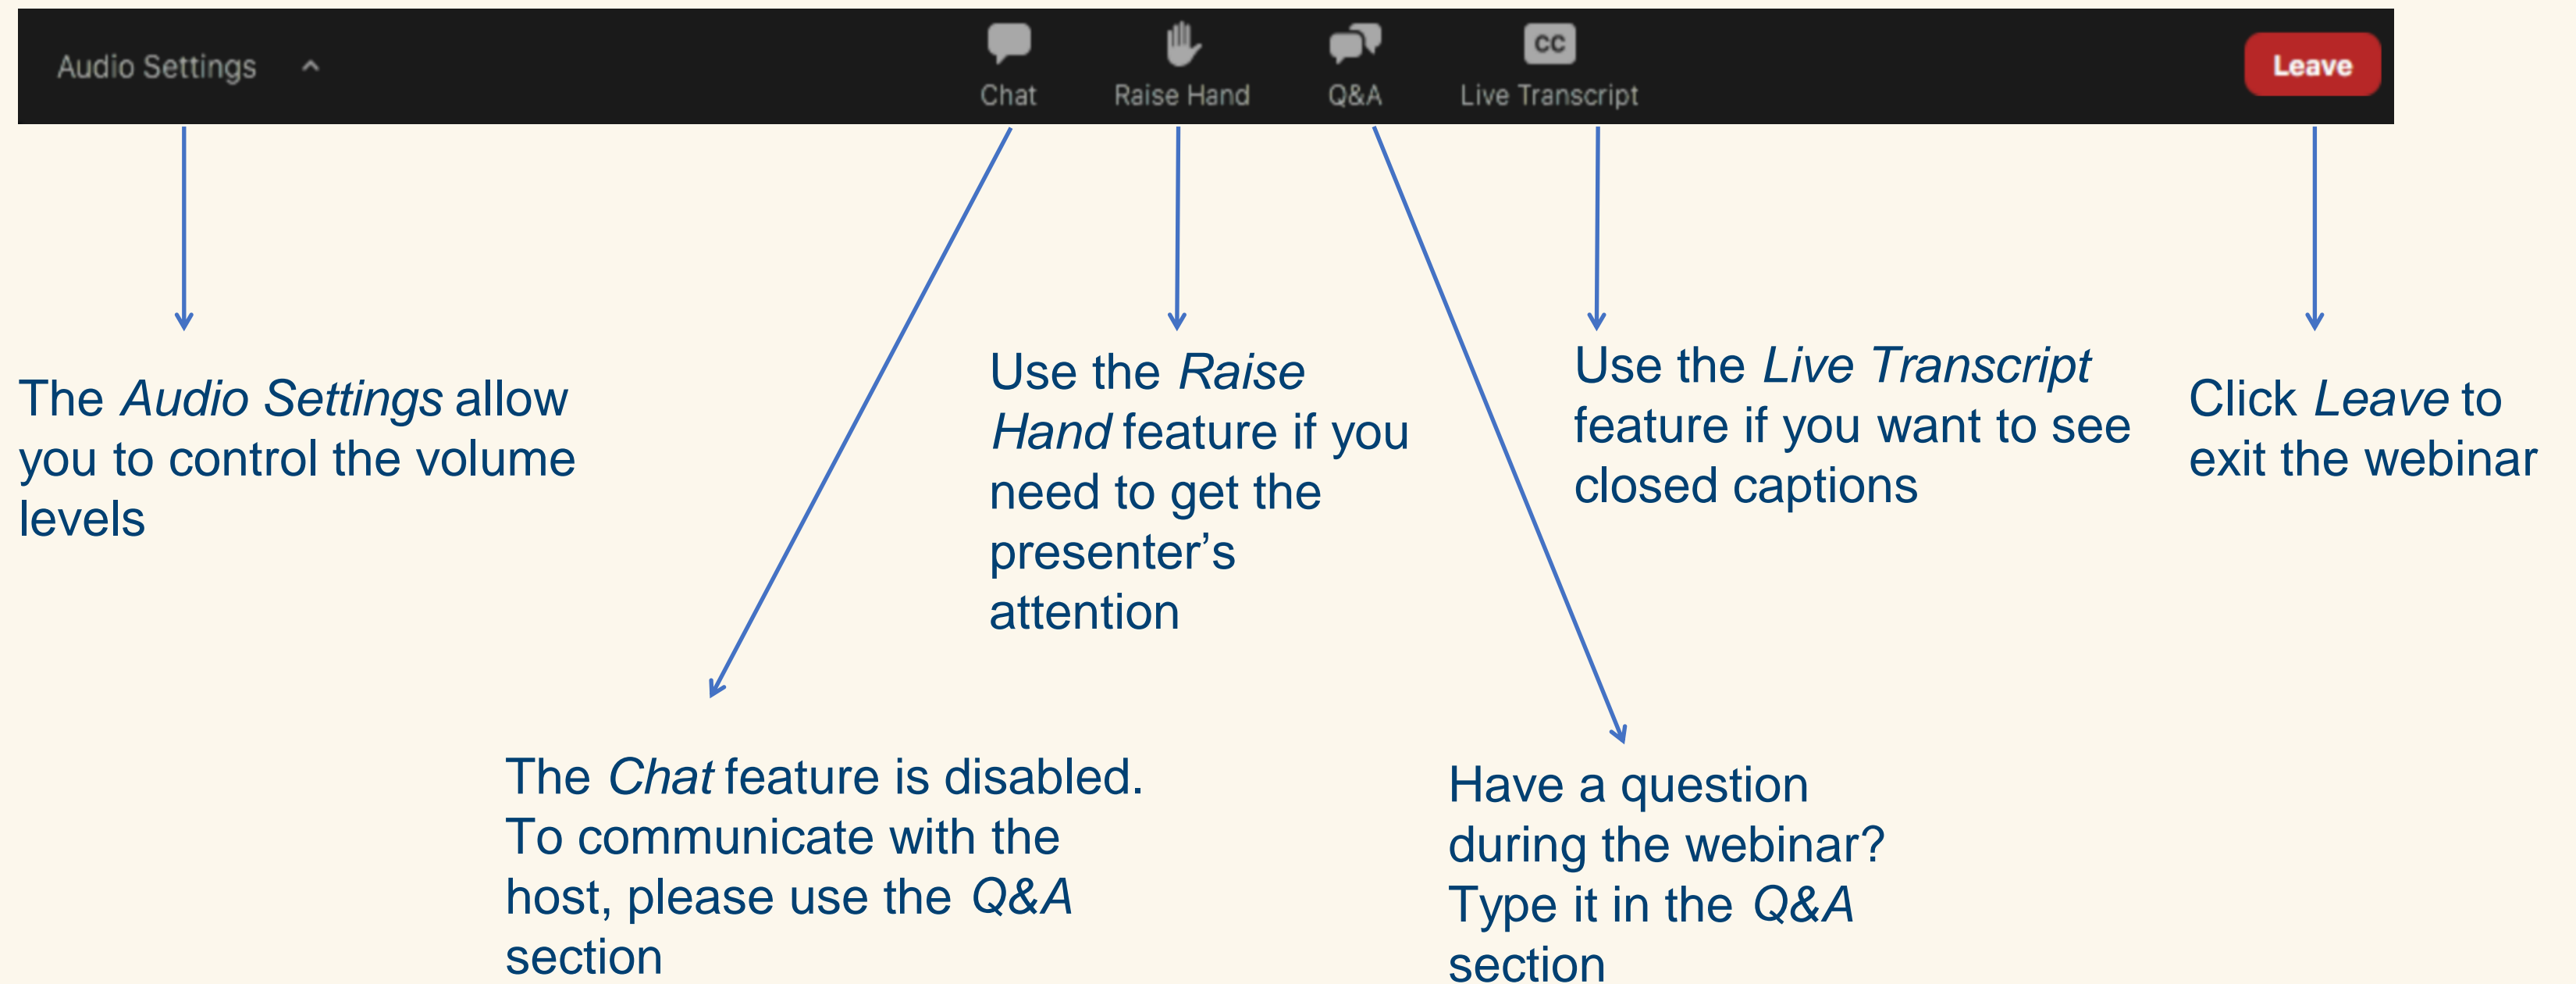 Audio Settings
Chat
Raise Hand
Q&A
CC
Live Transcript
Leave
The Audio Settings allow
you to control the volume
levels
Use the Raise
Hand feature if you
need to get the
presenter’s
attention
Use the Live Transcript
feature if you want to see
closed captions
Click Leave to
exit the webinar
The Chat feature is disabled.
To communicate with the
host, please use the Q&A
section
Have a question
during the webinar?
Type it in the Q&A
section